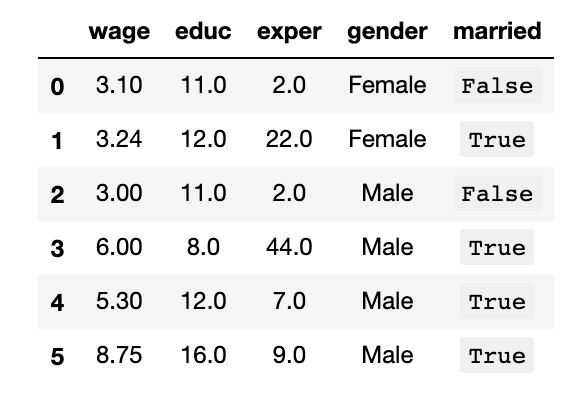 wage educ exper gender married
0 3.10 11.0 2.0 Female False
1 3.24 12.0 22.0 Female True
2 3.00 11.0 2.0 Male False
3 6.00 8.0 44.0 Male True
4 5.30 12.0 7.0 Male True
5 8.75 16.0 9.0 Male True